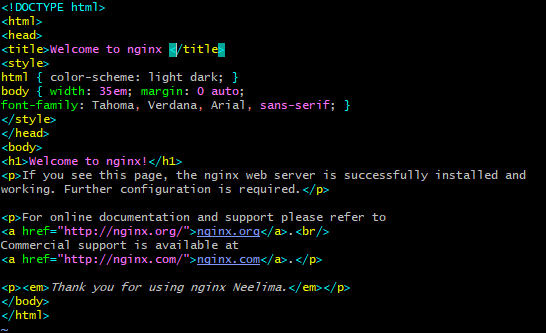 <!DOCTYPE html>
<html>
<head>
<title>Welcome to nginx </title>
<style>
html { color-scheme: light dark; }
body { width: 35em; margin: 0 auto;
font-family: Tahoma, Verdana, Arial, sans-serif; }
</style>
</head>
<body>
<h1>Welcome to nginx!</h1>
<p>If you see this page, the nginx web server is successfully installed and
working. Further configuration is required.</p>

<p>For online documentation and support please refer to
<a href="http://nginx.org/">nginx.org</a>.<br/>
Commercial support is available at
<a href="http://nginx.com/">nginx.com</a>.</p>

<p><em>Thank you for using nginx Neelima.</em></p>
</body>
</html>
~